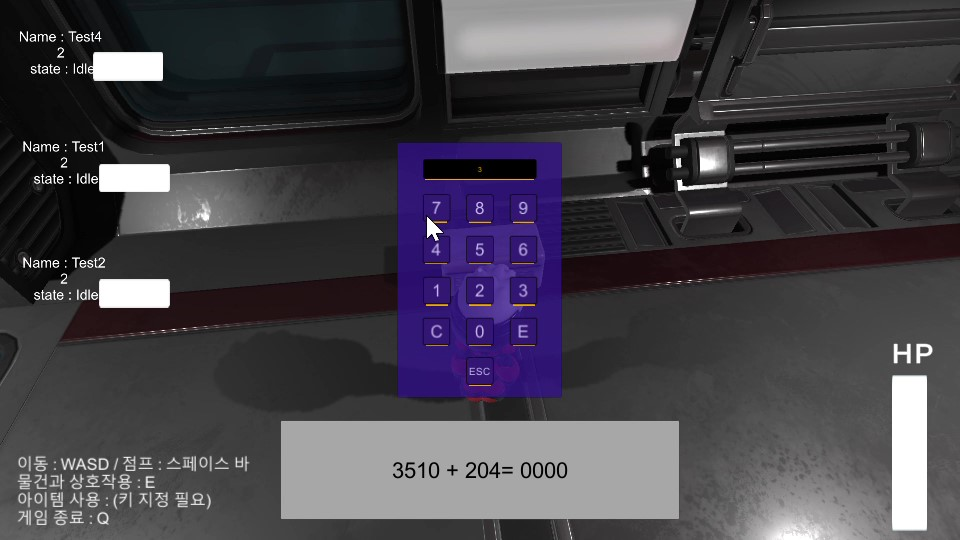 Name : Test4
2
state : Idle
Name : Test1
2
state : Idle
Name : Test2
2
state : Idle
3
7 8 9
4 5 6
1 2 3
C 0 E
ESC
HP
3510 + 204= 0000
이동 : WASD / 점프 : 스페이스 바
물건과 상호작용 : E
아이템 사용 : (키 지정 필요)
게임 종료 : Q